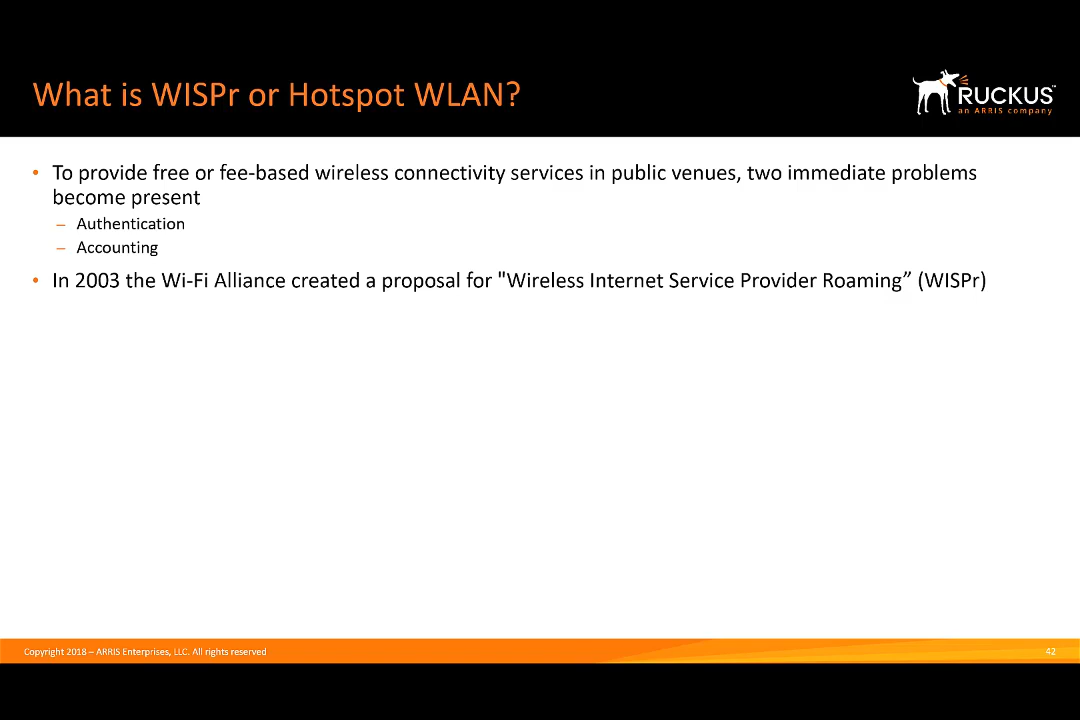 What is WISPr or Hotspot WLAN?
RUCKUS™
an ARRIS company
• To provide free or fee-based wireless connectivity services in public venues, two immediate problems
become present
– Authentication
– Accounting
• In 2003 the Wi-Fi Alliance created a proposal for "Wireless Internet Service Provider Roaming” (WISPr)
Copyright 2018 – ARRIS Enterprises, LLC. All rights reserved
42